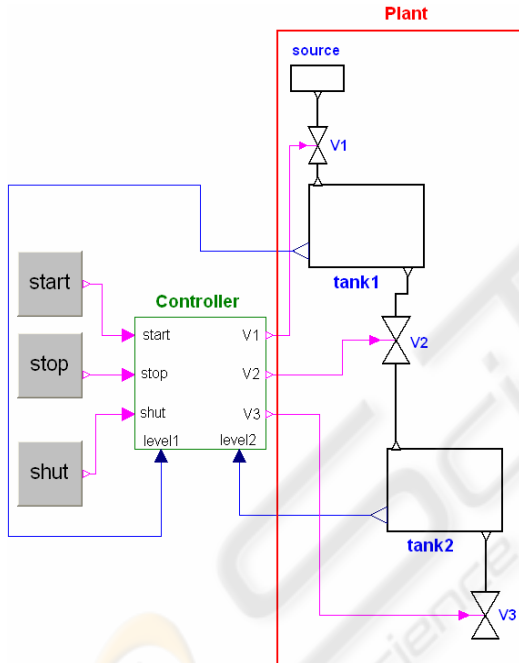 Plant
source
V1
tank1
start
Controller
start
V1
V2
stop
stop
V2
shut
V3
level1
level2
shut
tank2
V3